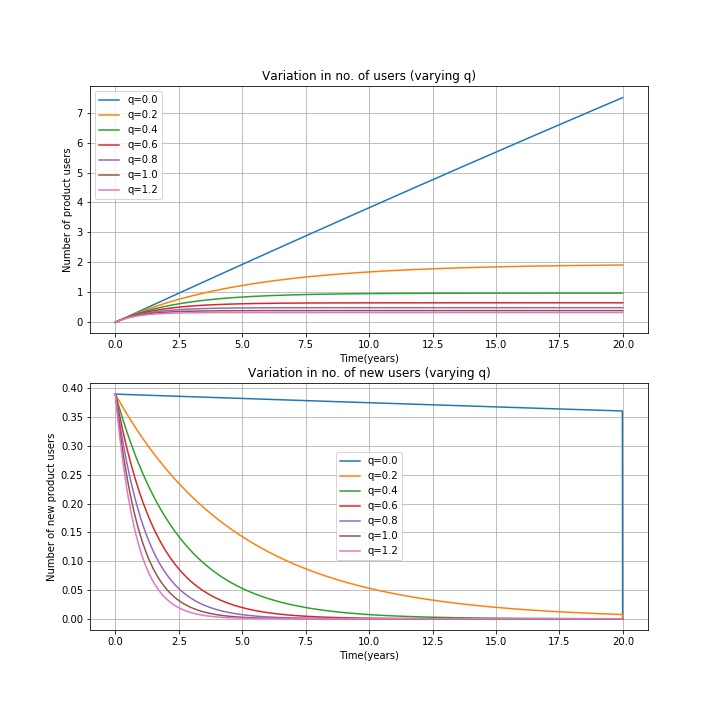 Variation in no. of users (varying q)
Number of product users
7
6
5
4
3
2
1
0
q=0.0
q=0.2
q=0.4
q=0.6
q=0.8
q=1.0
q=1.2
0.0 2.5 5.0 7.5 10.0 12.5 15.0 17.5 20.0
Time(years)
Variation in no. of new users (varying q)
Number of new product users
0.40
0.35
0.30
0.25
0.20
0.15
0.10
0.05
0.00
q=0.0
q=0.2
q=0.4
q=0.6
q=0.8
q=1.0
q=1.2
0.0 2.5 5.0 7.5 10.0 12.5 15.0 17.5 20.0
Time(years)